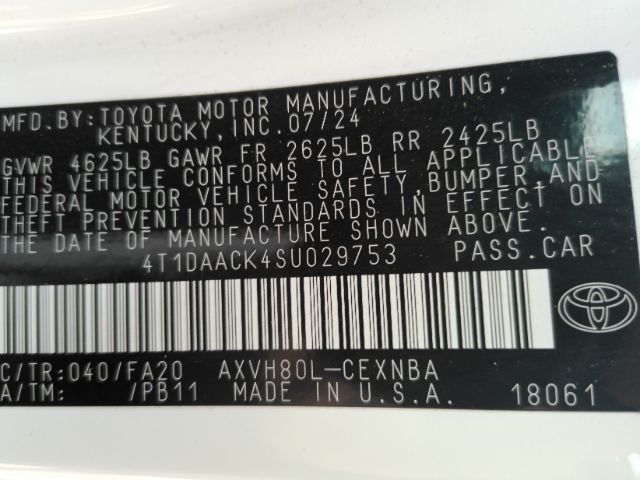 MFD. BY: TOYOTA MOTOR MANUFACTURING,
KENTUCKY, INC. 07/24
GVWR 4625LB GAWR FR 2625LB RR 2425LB
THIS VEHICLE CONFORMS TO ALL APPLICABLE
FEDERAL MOTOR VEHICLE SAFETY, BUMPER, AND
THEFT PREVENTION STANDARDS IN EFFECT ON
THE DATE OF MANUFACTURE SHOWN ABOVE.
4T1DAACK4SU029753 PASS.CAR
C/TR:040/FA20 AXVH80L-CEXNBA
A/TM: /PB11 MADE IN U.S.A. 18061